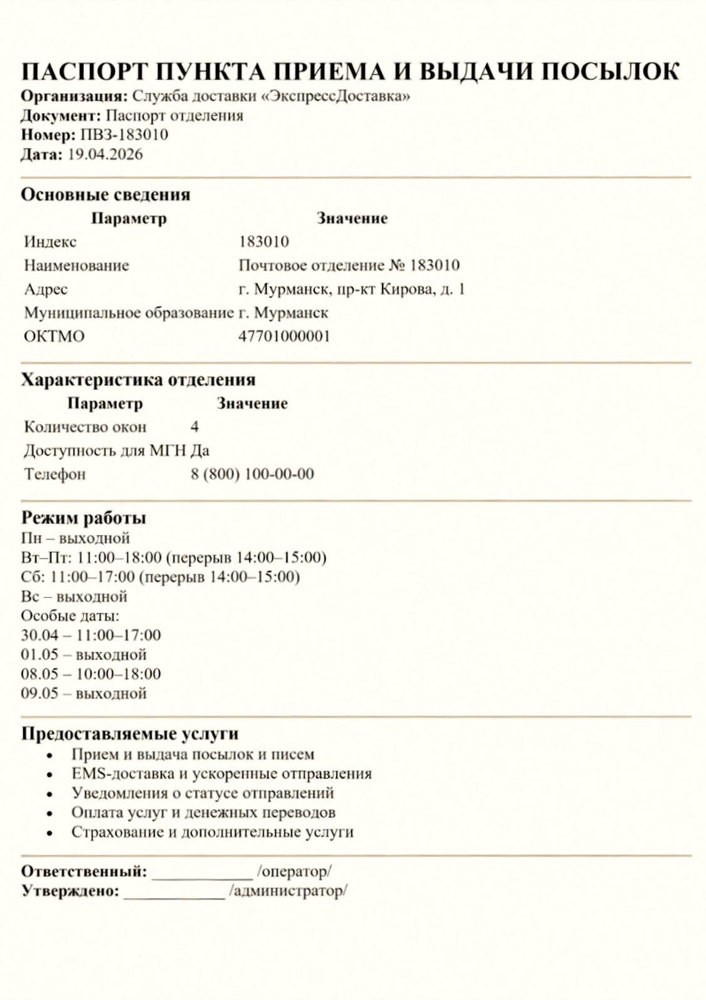 ПАСПОРТ ПУНКТА ПРИЕМА И ВЫДАЧИ ПОСЫЛОК
Организация: Служба доставки «ЭкспрессДоставка»
Документ: Паспорт отделения
Номер: ПВЗ-183010
Дата: 19.04.2026
Основные сведения
Параметр Значение
Индекс 183010
Наименование Почтовое отделение № 183010
Адрес г. Мурманск, пр-кт Кирова, д. 1
Муниципальное образование г. Мурманск
ОКТМО 47701000001
Характеристика отделения
Параметр Значение
Количество окон 4
Доступность для МГН Да
Телефон 8 (800) 100-00-00
Режим работы
Пн – выходной
Вт–Пт: 11:00–18:00 (перерыв 14:00–15:00)
Сб: 11:00–17:00 (перерыв 14:00–15:00)
Вс – выходной
Особые даты:
30.04 – 11:00–17:00
01.05 – выходной
08.05 – 10:00–18:00
09.05 – выходной
Предоставляемые услуги
• Прием и выдача посылок и писем
• EMS-доставка и ускоренные отправления
• Уведомления о статусе отправлений
• Оплата услуг и денежных переводов
• Страхование и дополнительные услуги
Ответственный: ____________ /оператор/
Утверждено: ____________ /администратор/